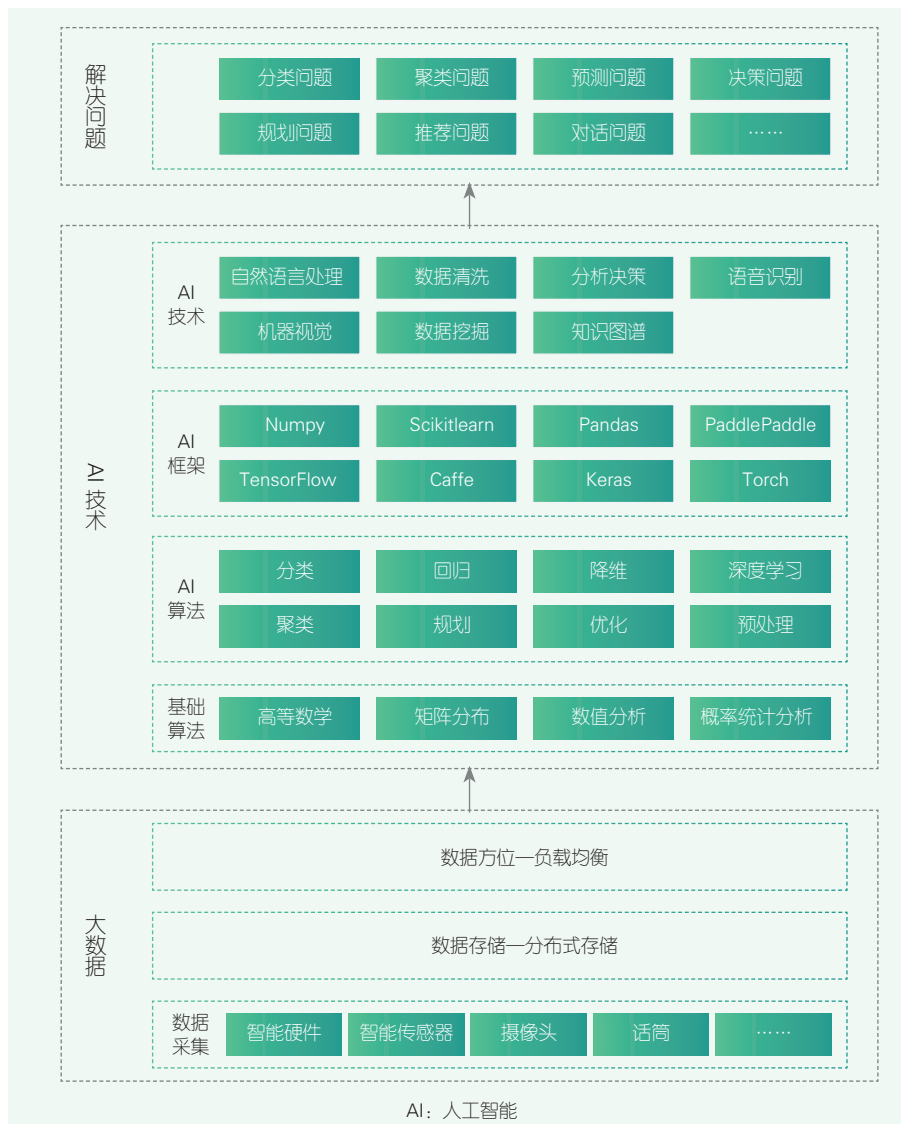 解决问题
分类问题 聚类问题 预测问题 决策问题
规划问题 推荐问题 对话问题 ……
AI 技术
AI
技术
自然语言处理 数据清洗 分析决策 语音识别
机器视觉 数据挖掘 知识图谱
AI
框架
Numpy Scikitlearn Pandas PaddlePaddle
TensorFlow Caffe Keras Torch
AI
算法
分类 回归 降维 深度学习
聚类 规划 优化 预处理
基础
算法
高等数学 矩阵分布 数值分析 概率统计分析
大数据
数据方位—负载均衡
数据存储—分布式存储
数据
采集
智能硬件 智能传感器 摄像头 话筒 ……
AI：人工智能